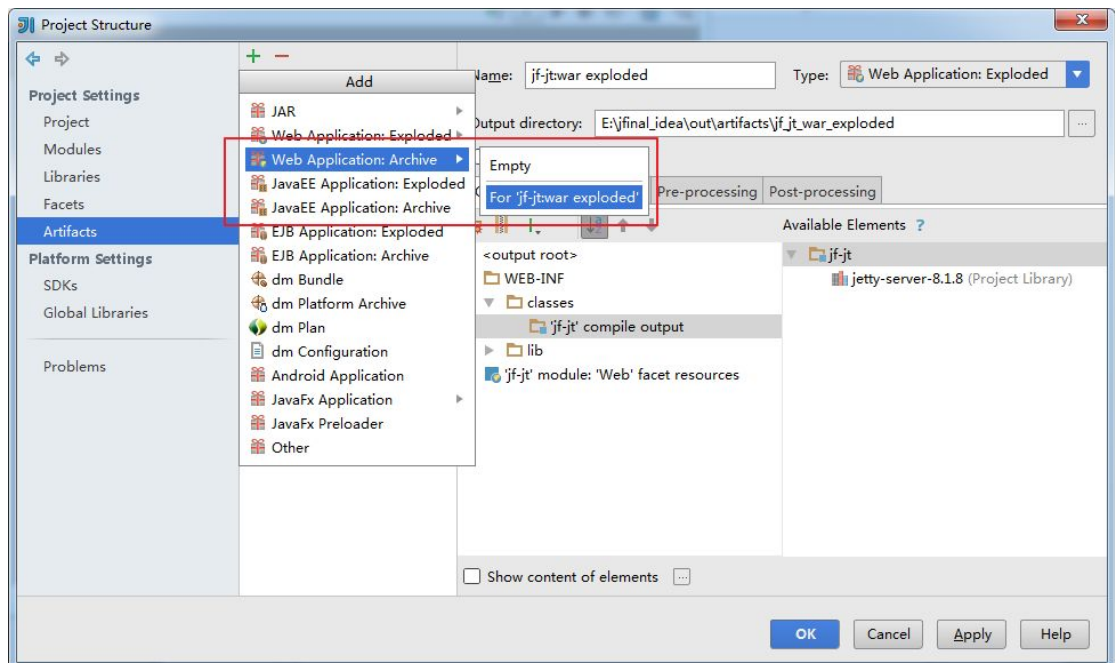 Project Structure
Project Settings
Project
Modules
Libraries
Facets
Artifacts
Platform Settings
SDKs
Global Libraries
Problems
Add
JAR
Web Application: Exploded
Web Application: Archive
JavaEE Application: Exploded
JavaEE Application: Archive
EJB Application: Exploded
EJB Application: Archive
dm Bundle
dm Platform Archive
dm Plan
dm Configuration
Android Application
JavaFx Application
JavaFx Preloader
Other
Empty
For 'jf-jt:war exploded'
Name: jf-jt:war exploded Type: Web Application: Exploded
Output directory: E:\jfinal_idea\out\artifacts\jf_jt_war_exploded
Pre-processing Post-processing
Available Elements ?
<output root>
WEB-INF
classes
'jf-jt' compile output
lib
'jf-jt' module: 'Web' facet resources
jf-jt
jetty-server-8.1.8 (Project Library)
Show content of elements ...
OK Cancel Apply Help